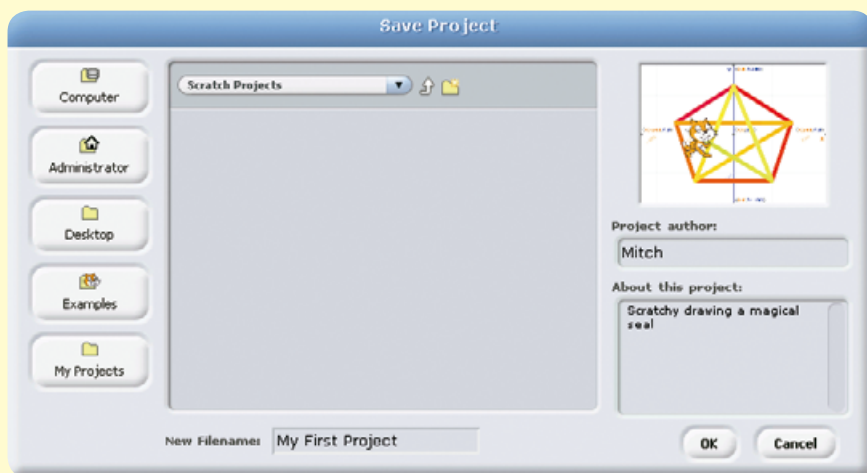 Save Project
Computer
Administrator
Desktop
Examples
My Projects
Scratch Projects
Project author:
Mitch
About this project:
Scratchy drawing a magical
seal
New Filename:
My First Project
OK
Cancel